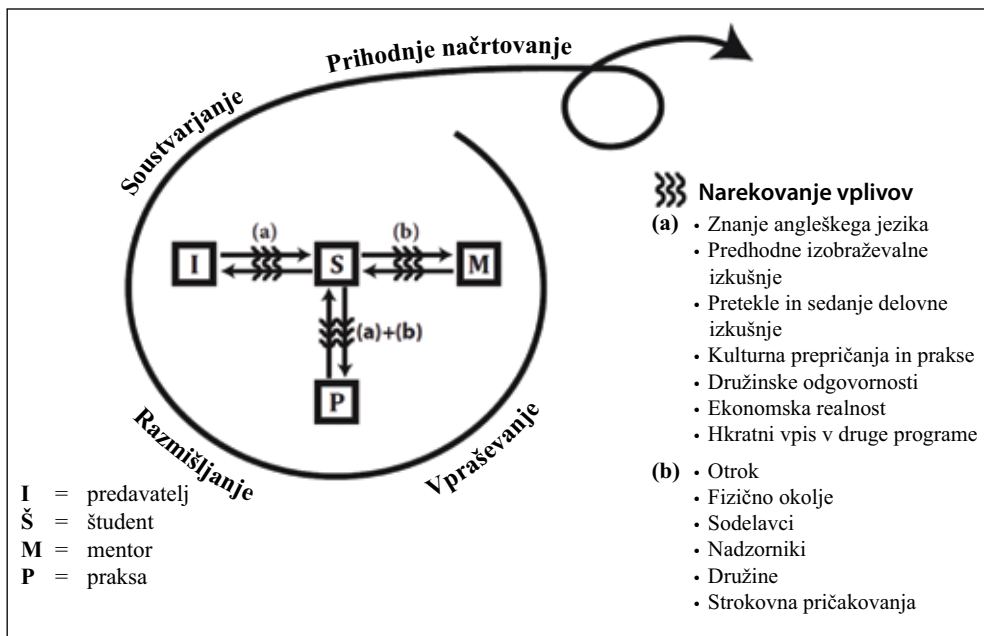 Prihodnje načrtovanje
Soustvarjanje
(a)
(b)
I
S
M
(a)+(b)
P
Razmišljanje
Vpraševanje
I = predavatelj
Š = študent
M = mentor
P = praksa
Narekovanje vplivov
(a) • Znanje angleškega jezika
• Predhodne izobraževalne
izkušnje
• Pretekle in sedanje delovne
izkušnje
• Kulturna prepričanja in prakse
• Družinske odgovornosti
• Ekonomska realnost
• Hkratni vpis v druge programe
(b) • Otrok
• Fizično okolje
• Sodelavci
• Nadzorniki
• Družine
• Strokovna pričakovanja